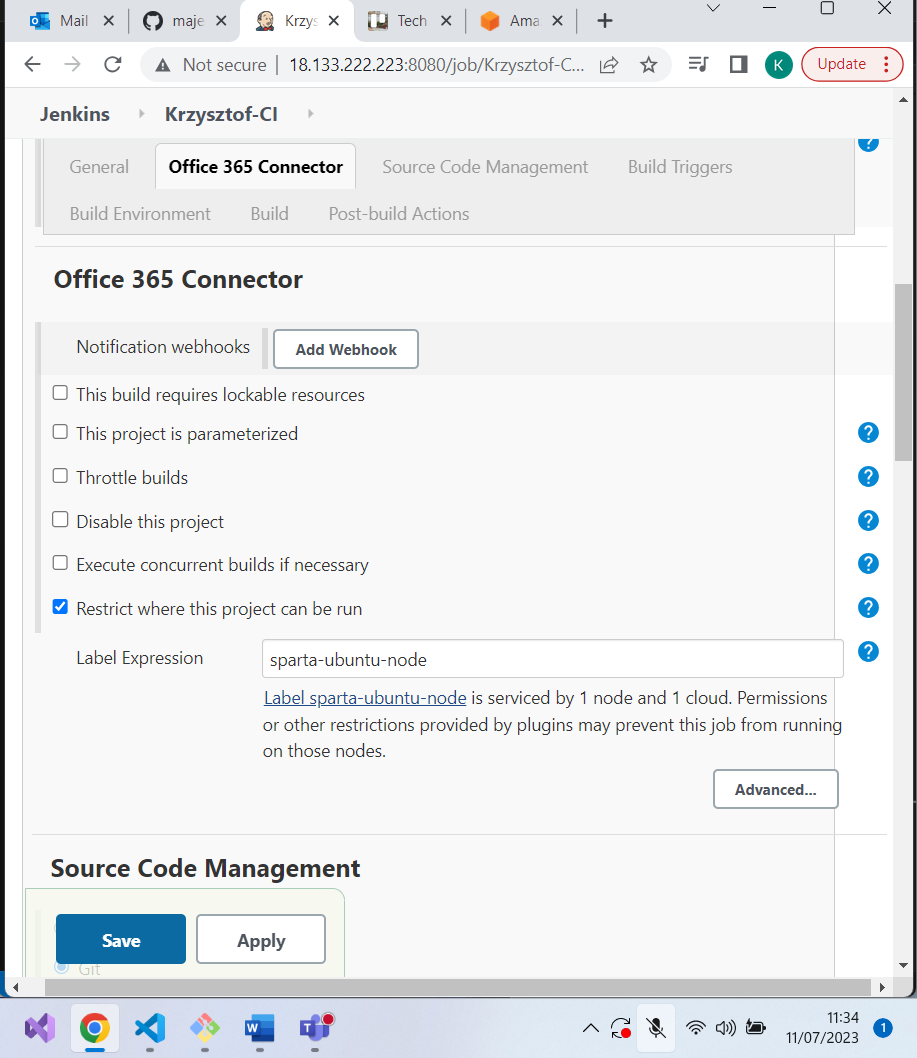 Mail
maje
Krzys
Tech
Ama
Not secure 18.133.222.223:8080/job/Krzysztof-C...
K
Update
Jenkins
Krzysztof-CI
General
Office 365 Connector
Source Code Management
Build Triggers
Build Environment
Build
Post-build Actions
Office 365 Connector
Notification webhooks
Add Webhook
This build requires lockable resources
This project is parameterized
Throttle builds
Disable this project
Execute concurrent builds if necessary
Restrict where this project can be run
Label Expression
sparta-ubuntu-node
Label sparta-ubuntu-node is serviced by 1 node and 1 cloud. Permissions
or other restrictions provided by plugins may prevent this job from running
on those nodes.
Advanced...
Source Code Management
Save
Apply
Git
11:34
11/07/2023
1